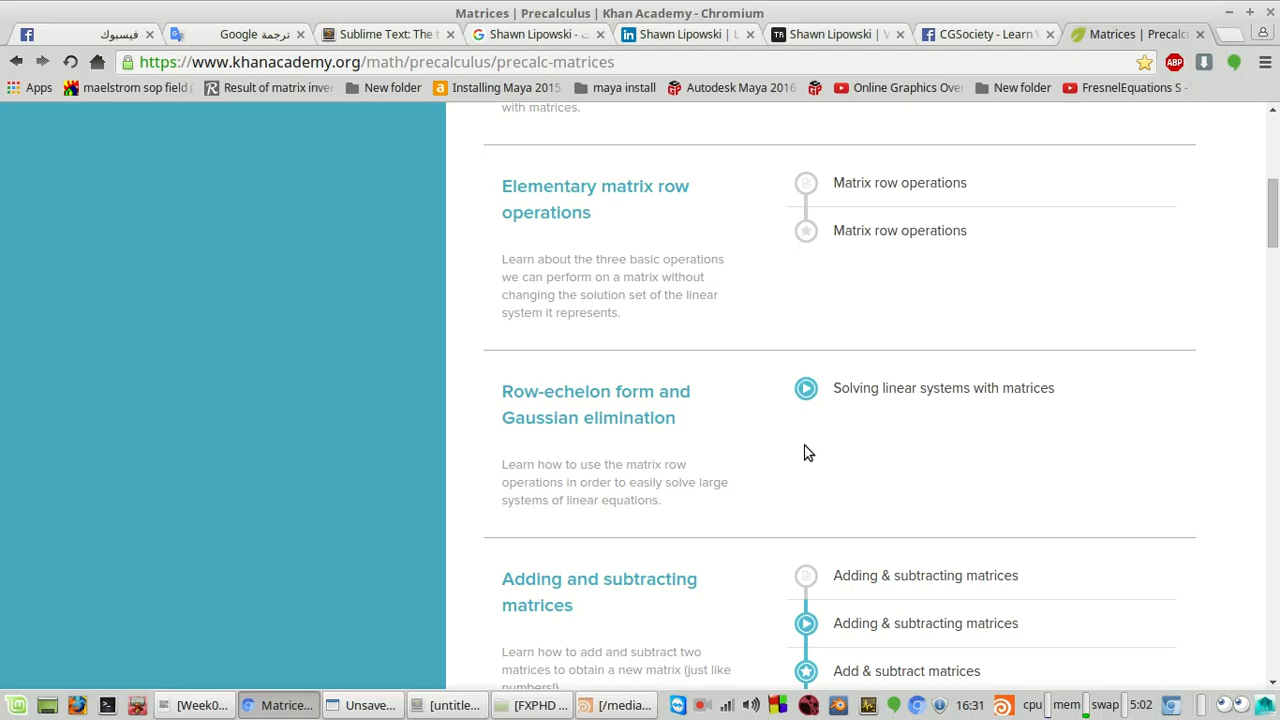 Matrices | Precalculus | Khan Academy - Chromium
فيسبوك
ترجمة Google
Sublime Text: The t
Shawn Lipowski - ت
Shawn Lipowski | L
Shawn Lipowski | V
CGSociety - Learn V
Matrices | Precalc
https://www.khanacademy.org/math/precalculus/precalc-matrices
ABP
Apps
maelstrom sop field (
Result of matrix inver
New folder
Installing Maya 2015
maya install
Autodesk Maya 2016
Online Graphics Over
New folder
FresnelEquations S -
with matrices.
Elementary matrix row
operations
Learn about the three basic operations
we can perform on a matrix without
changing the solution set of the linear
system it represents.
Matrix row operations
Matrix row operations
Row-echelon form and
Gaussian elimination
Learn how to use the matrix row
operations in order to easily solve large
systems of linear equations.
Solving linear systems with matrices
Adding and subtracting
matrices
Learn how to add and subtract two
matrices to obtain a new matrix (just like
numbers!).
Adding & subtracting matrices
Adding & subtracting matrices
Add & subtract matrices
[Week0...
Matrice...
Unsave...
[untitle...
[FXPHD ...
[/media...
16:31
cpu
mem
swap
5:02